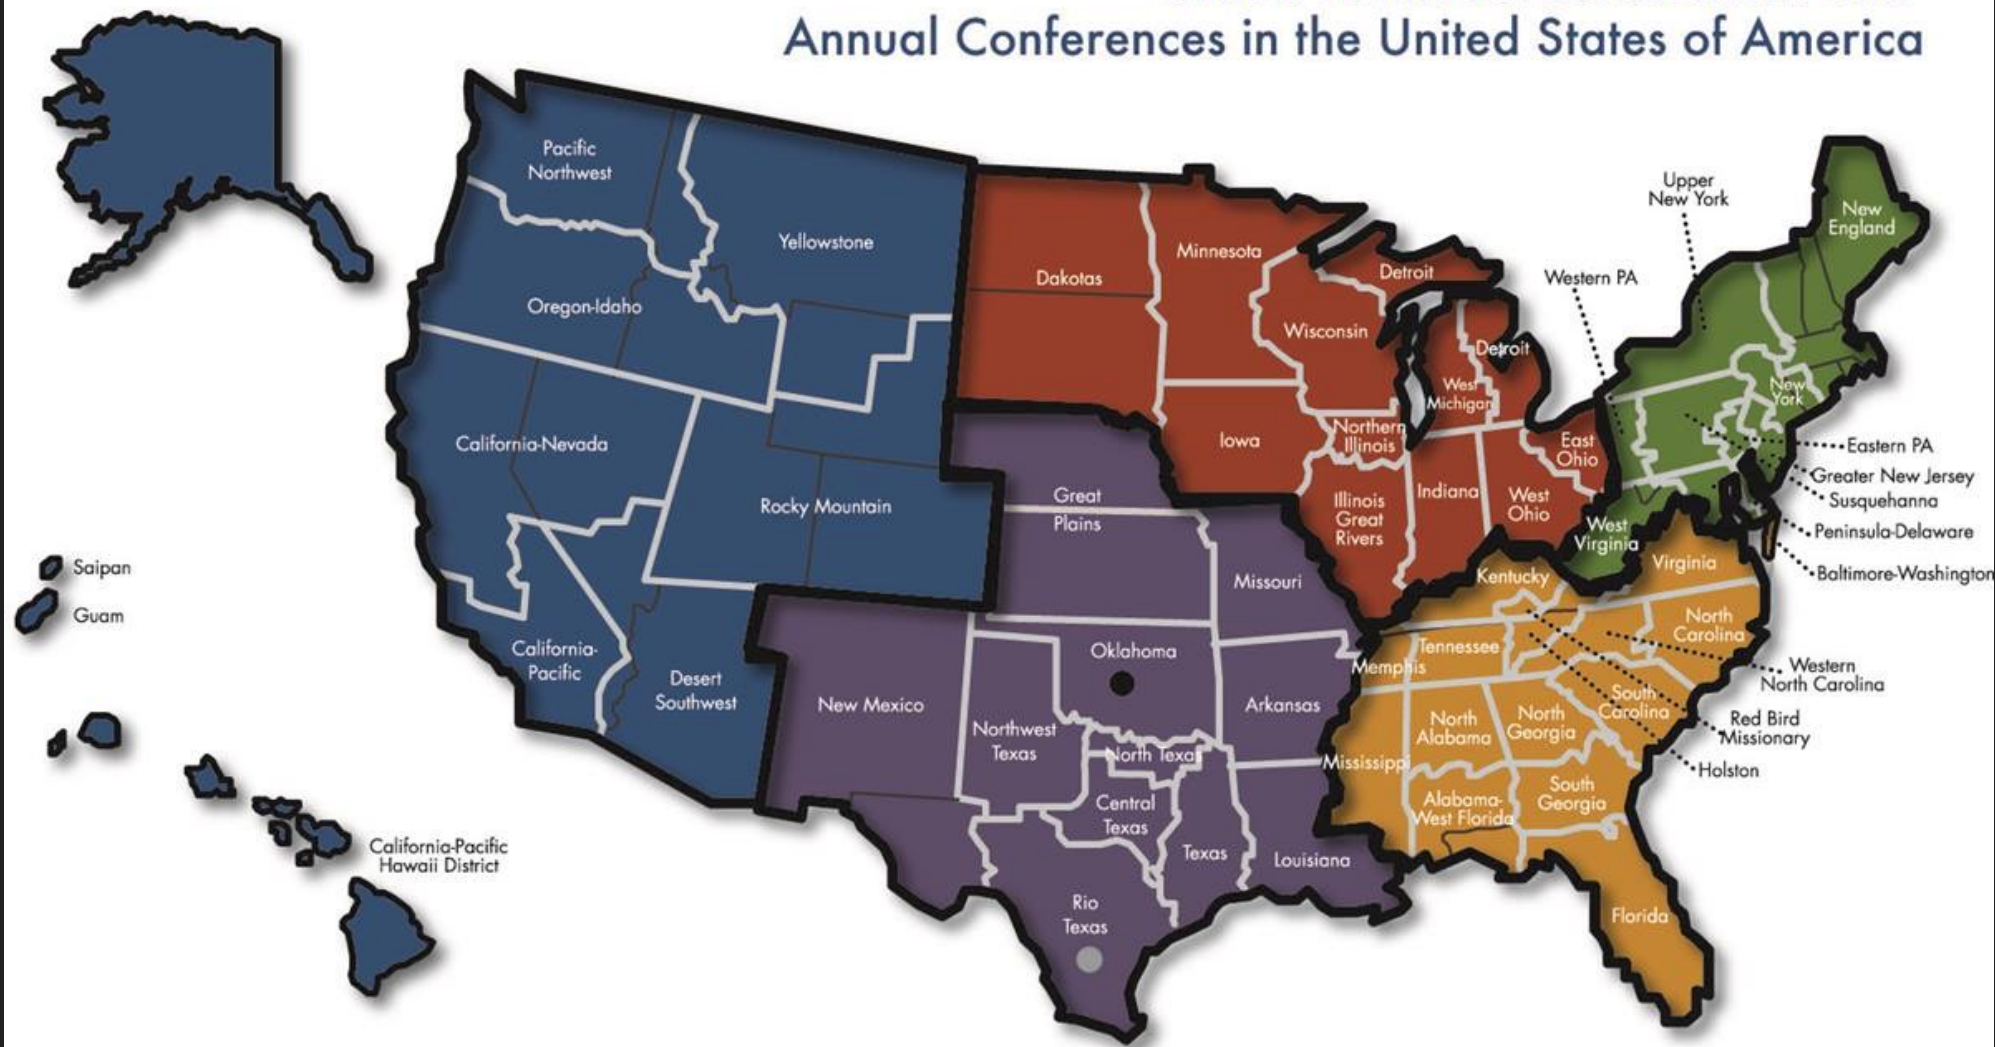 Annual Conferences in the United States of America
Pacific
Northwest
Yellowstone
Oregon-Idaho
California-Nevada
Rocky Mountain
California-
Pacific
Desert
Southwest
Saipan
Guam
California-Pacific
Hawaii District
Dakotas
Minnesota
Wisconsin
Detroit
Detroit
West
Michigan
Iowa
Northern
Illinois
Illinois
Great
Rivers
Indiana
East
Ohio
West
Ohio
Great
Plains
Missouri
Oklahoma
Arkansas
New Mexico
Northwest
Texas
North Texas
Central
Texas
Texas
Louisiana
Rio
Texas
Upper
New York
New
England
Western PA
New
York
Eastern PA
Greater New Jersey
Susquehanna
Peninsula-Delaware
Baltimore-Washington
West
Virginia
Virginia
Kentucky
North
Carolina
Tennessee
Memphis
Western
North Carolina
South
Carolina
North
Alabama
North
Georgia
Red Bird
Missionary
Mississippi
Holston
Alabama-
West Florida
South
Georgia
Florida